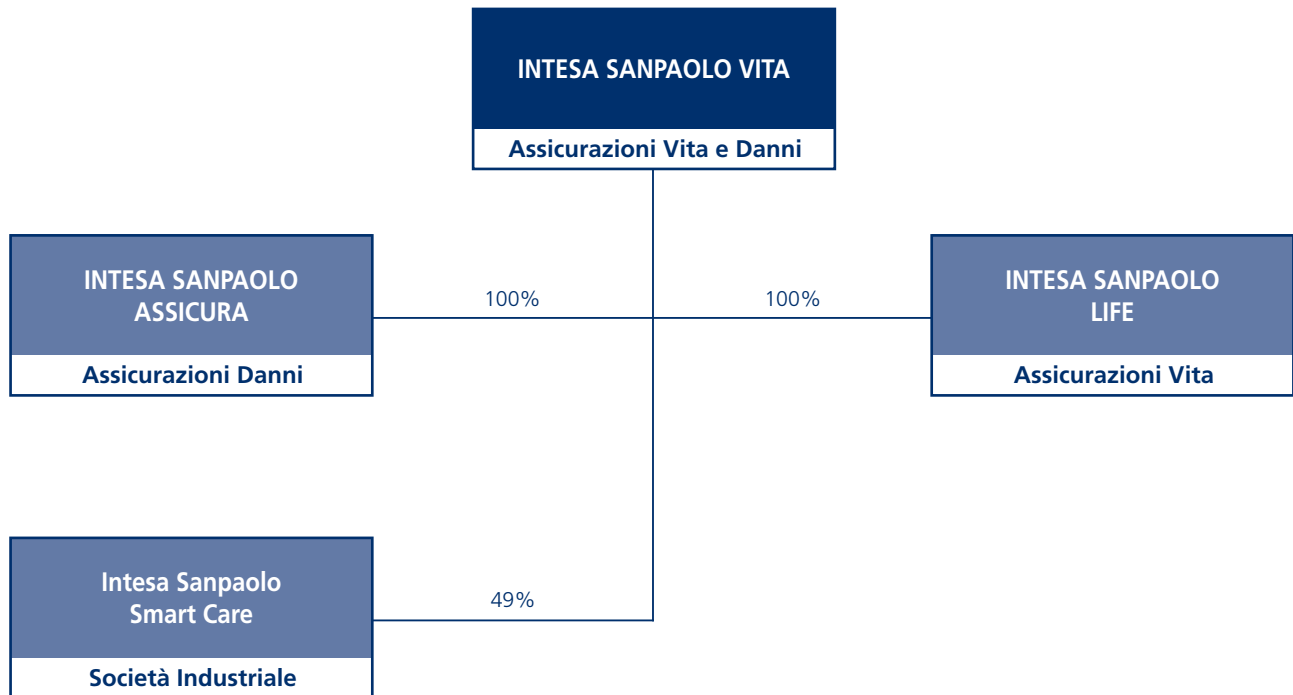 INTESA SANPAOLO VITA
Assicurazioni Vita e Danni
INTESA SANPAOLO
ASSICURA
Assicurazioni Danni
100%
100%
INTESA SANPAOLO
LIFE
Assicurazioni Vita
Intesa Sanpaolo
Smart Care
Società Industriale
49%